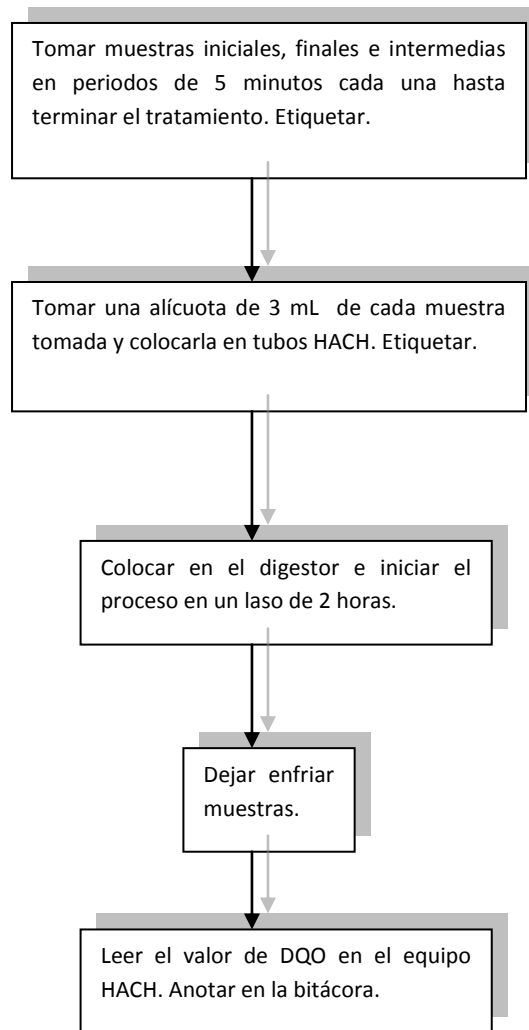 Tomar muestras iniciales, finales e intermedias
en periodos de 5 minutos cada una hasta
terminar el tratamiento. Etiquetar.
Tomar una alícuota de 3 mL de cada muestra
tomada y colocarla en tubos HACH. Etiquetar.
Colocar en el digestor e iniciar el
proceso en un laso de 2 horas.
Dejar enfriar
muestras.
Leer el valor de DQO en el equipo
HACH. Anotar en la bitácora.